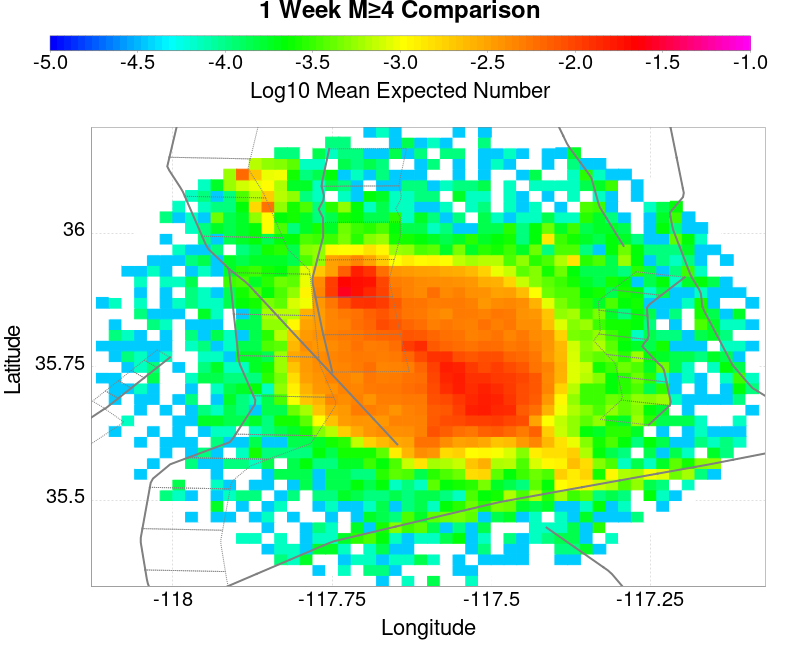 1 Week M≥4 Comparison
-5.0 -4.5 -4.0 -3.5 -3.0 -2.5 -2.0 -1.5 -1.0
Log10 Mean Expected Number
36
35.75
35.5
Latitude
-118 -117.75 -117.5 -117.25
Longitude